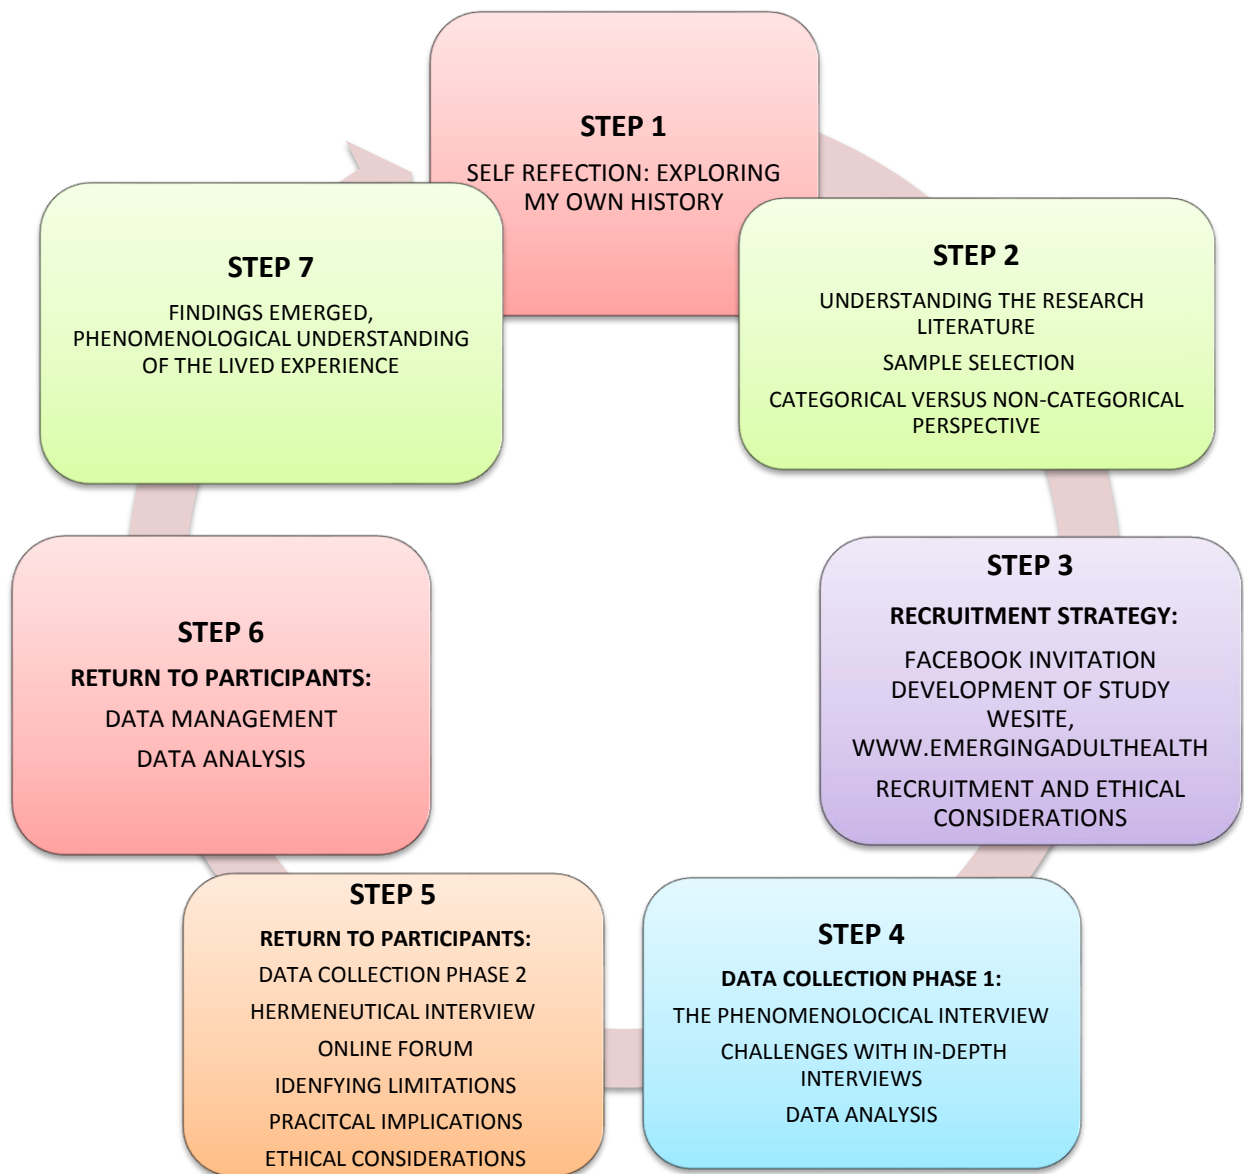 STEP 1
SELF REFECTION: EXPLORING
MY OWN HISTORY
STEP 2
UNDERSTANDING THE RESEARCH
LITERATURE
SAMPLE SELECTION
CATEGORICAL VERSUS NON-CATEGORICAL
PERSPECTIVE
STEP 3
RECRUITMENT STRATEGY:
FACEBOOK INVITATION
DEVELOPMENT OF STUDY
WESITE,
WWW.EMERGINGADULTHEALTH
RECRUITMENT AND ETHICAL
CONSIDERATIONS
STEP 4
DATA COLLECTION PHASE 1:
THE PHENOMENOLOCICAL INTERVIEW
CHALLENGES WITH IN-DEPTH
INTERVIEWS
DATA ANALYSIS
STEP 5
RETURN TO PARTICIPANTS:
DATA COLLECTION PHASE 2
HERMENEUTICAL INTERVIEW
ONLINE FORUM
IDENFYING LIMITATIONS
PRACITCAL IMPLICATIONS
ETHICAL CONSIDERATIONS
STEP 6
RETURN TO PARTICIPANTS:
DATA MANAGEMENT
DATA ANALYSIS
STEP 7
FINDINGS EMERGED,
PHENOMENOLOGICAL UNDERSTANDING
OF THE LIVED EXPERIENCE